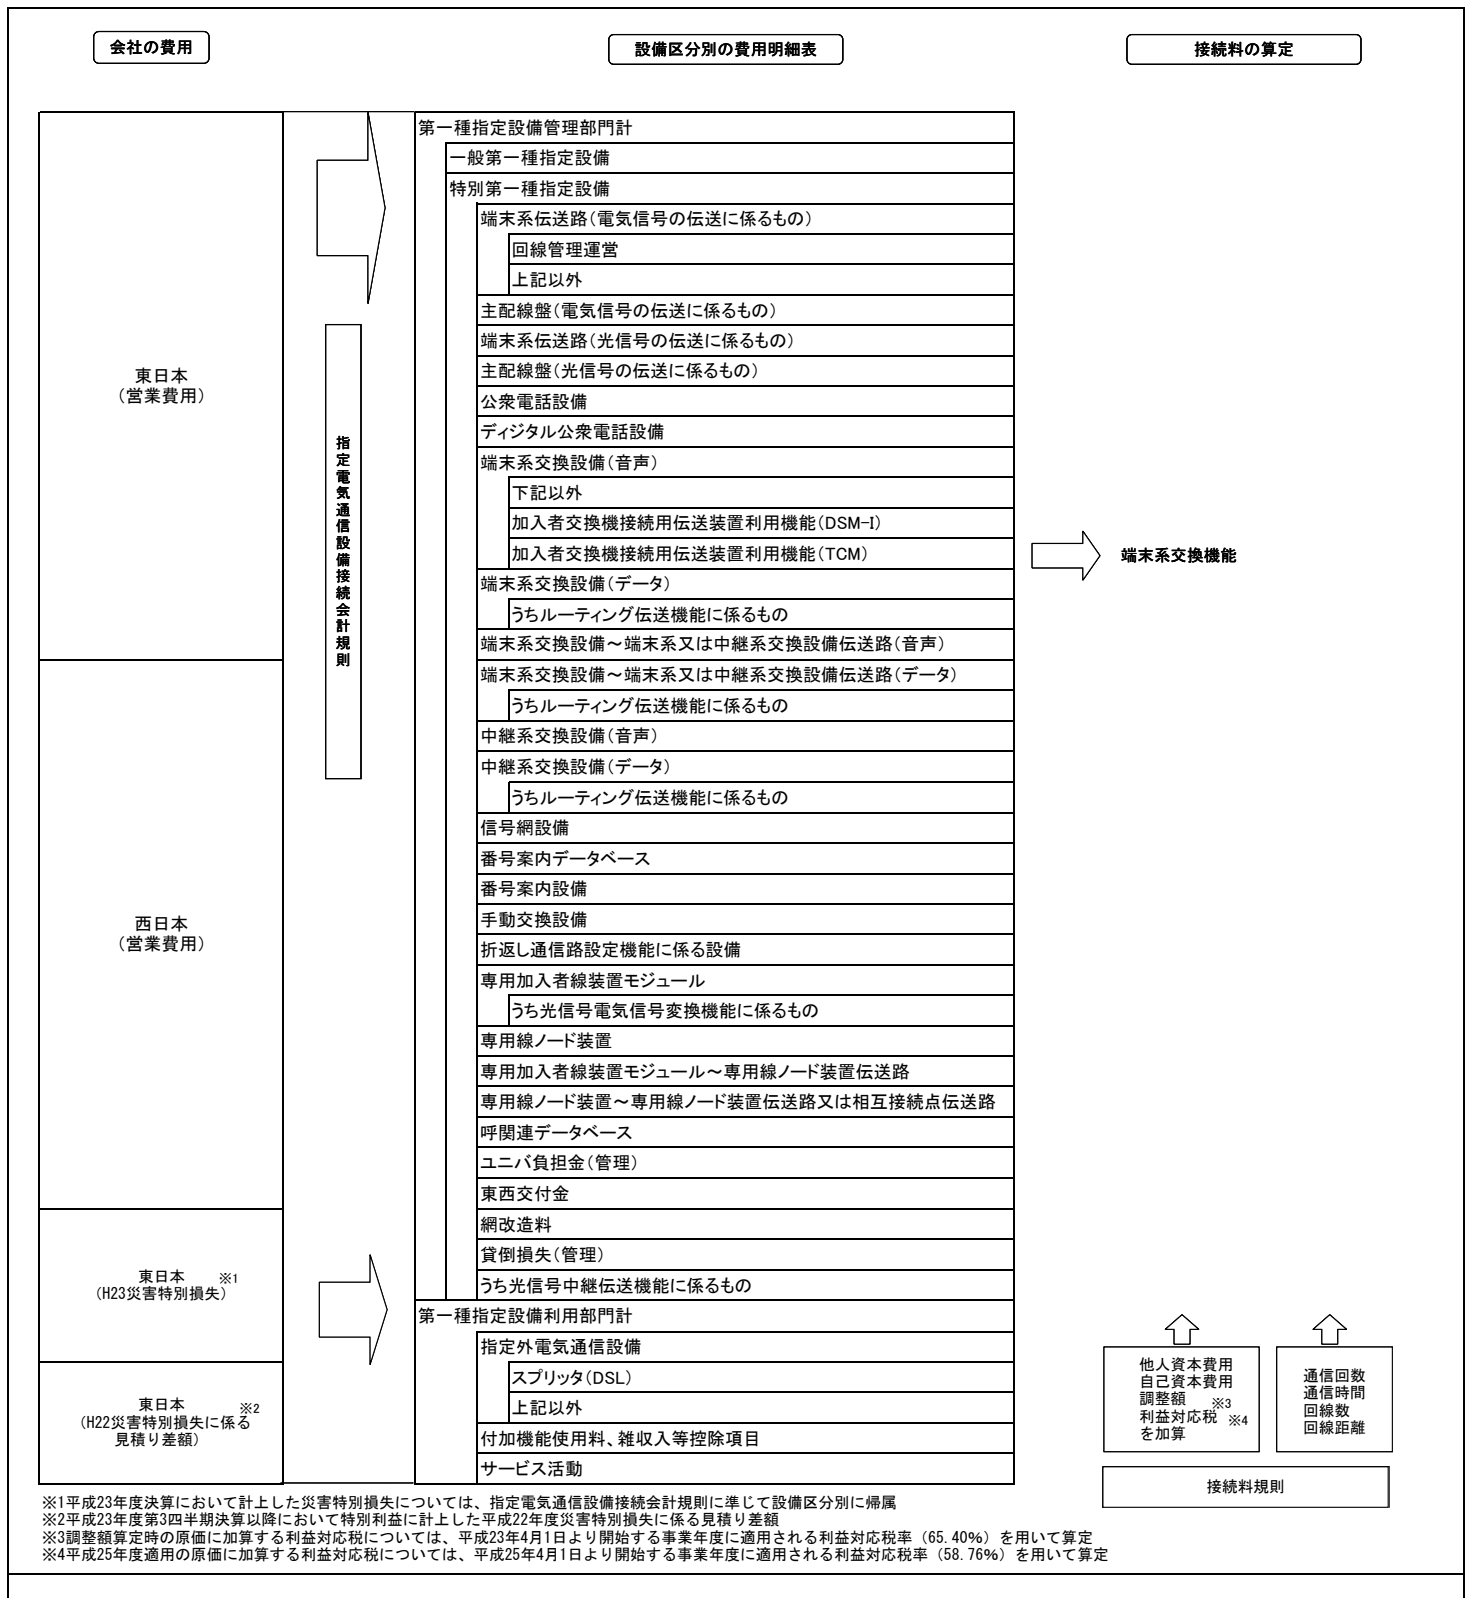 会社の費用
設備区分別の費用明細表
接続料の算定
東日本
(営業費用)
西日本
(営業費用)
東日本 ※1
(H23災害特別損失)
東日本 ※2
(H22災害特別損失に係る
見積り差額)
指定電気通信設備接続会計規則
第一種指定設備管理部門計
一般第一種指定設備
特別第一種指定設備
端末系伝送路(電気信号の伝送に係るもの)
回線管理運営
上記以外
主配線盤(電気信号の伝送に係るもの)
端末系伝送路(光信号の伝送に係るもの)
主配線盤(光信号の伝送に係るもの)
公衆電話設備
ディジタル公衆電話設備
端末系交換設備(音声)
下記以外
加入者交換機接続用伝送装置利用機能(DSM-I)
加入者交換機接続用伝送装置利用機能(TCM)
端末系交換設備(データ)
うちルーティング伝送機能に係るもの
端末系交換設備~端末系又は中継系交換設備伝送路(音声)
端末系交換設備~端末系又は中継系交換設備伝送路(データ)
うちルーティング伝送機能に係るもの
中継系交換設備(音声)
中継系交換設備(データ)
うちルーティング伝送機能に係るもの
信号網設備
番号案内データベース
番号案内設備
手動交換設備
折返し通信路設定機能に係る設備
専用加入者線装置モジュール
うち光信号電気信号変換機能に係るもの
専用線ノード装置
専用加入者線装置モジュール~専用線ノード装置伝送路
専用線ノード装置~専用線ノード装置伝送路又は相互接続点伝送路
呼関連データベース
ユニバ負担金(管理)
東西交付金
網改造料
貸倒損失(管理)
うち光信号中継伝送機能に係るもの
第一種指定設備利用部門計
指定外電気通信設備
スプリッタ(DSL)
上記以外
付加機能使用料、雑収入等控除項目
サービス活動
端末系交換機能
他人資本費用
自己資本費用
調整額 ※3
利益対応税 ※4
を加算
通信回数
通信時間
回線数
回線距離
接続料規則
※1平成23年度決算において計上した災害特別損失については、指定電気通信設備接続会計規則に準じて設備区分別に帰属
※2平成23年度第3四半期決算以降において特別利益に計上した平成22年度災害特別損失に係る見積り差額
※3調整額算定時の原価に加算する利益対応税については、平成23年4月1日より開始する事業年度に適用される利益対応税率(65.40%)を用いて算定
※4平成25年度適用の原価に加算する利益対応税については、平成25年4月1日より開始する事業年度に適用される利益対応税率(58.76%)を用いて算定